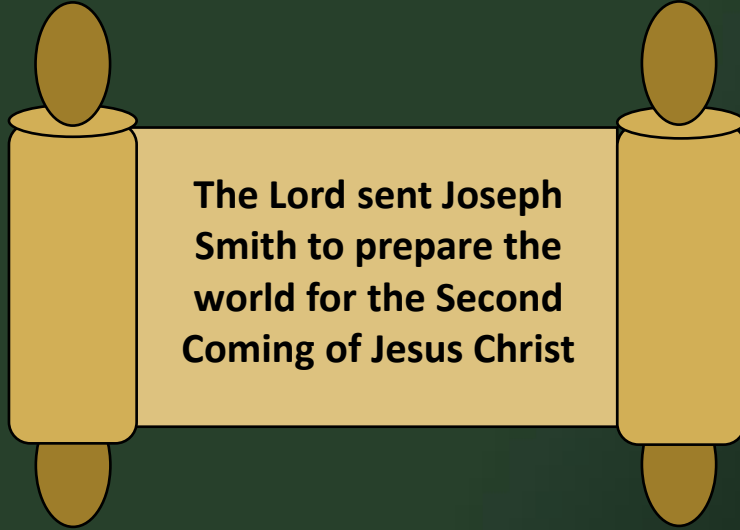 The Lord sent Joseph
Smith to prepare the
world for the Second
Coming of Jesus Christ